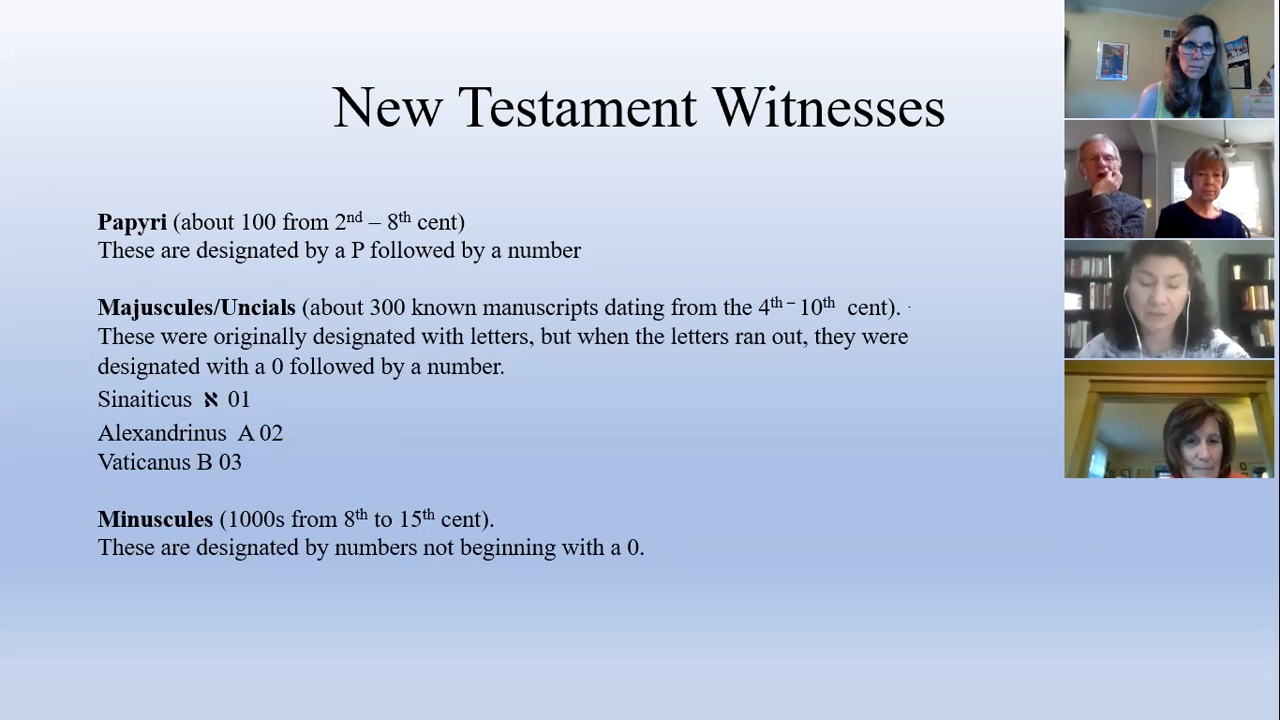 New Testament Witnesses
Papyri (about 100 from 2nd – 8th cent)
These are designated by a P followed by a number
Majuscules/Uncials (about 300 known manuscripts dating from the 4th – 10th cent).
These were originally designated with letters, but when the letters ran out, they were
designated with a 0 followed by a number.
Sinaiticus א 01
Alexandrinus A 02
Vaticanus B 03
Minuscules (1000s from 8th to 15th cent).
These are designated by numbers not beginning with a 0.